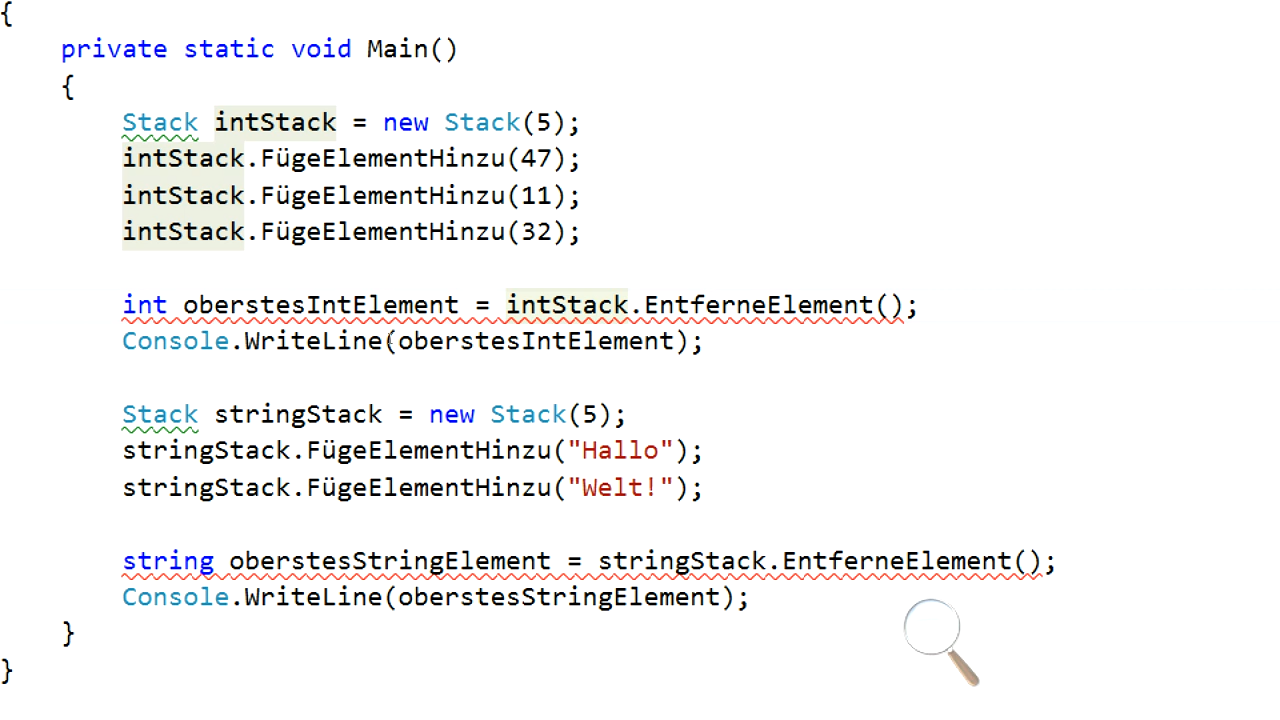 {
private static void Main()
{
Stack intStack = new Stack(5);
intStack.FügeElementHinzu(47);
intStack.FügeElementHinzu(11);
intStack.FügeElementHinzu(32);
int oberstesIntElement = intStack.EntferneElement();
Console.WriteLine(oberstesIntElement);
Stack stringStack = new Stack(5);
stringStack.FügeElementHinzu("Hallo");
stringStack.FügeElementHinzu("Welt!");
string oberstesStringElement = stringStack.EntferneElement();
Console.WriteLine(oberstesStringElement);
}
}